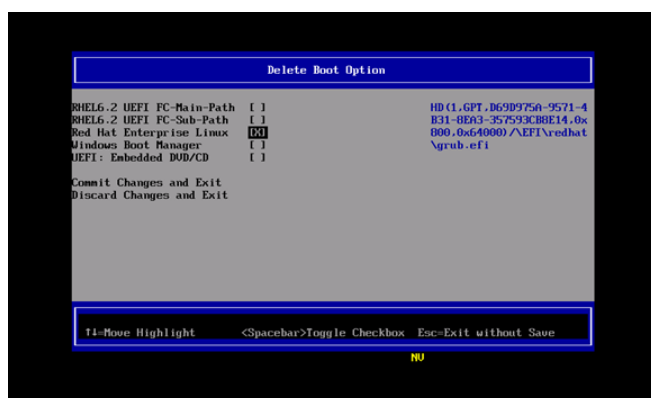 Delete Boot Option
RHEL6.2 UEFI FC-Main-Path [ ]
RHEL6.2 UEFI FC-Sub-Path [ ]
Red Hat Enterprise Linux [X]
Windows Boot Manager [ ]
UEFI: Embedded DVD/CD [ ]
Commit Changes and Exit
Discard Changes and Exit
HD(1,GPT,D69D975A-9571-4
B31-8EA3-357593CB8E14,0x
800,0x64000)/\EFI\redhat
\grub.efi
↑↓=Move Highlight <Spacebar>Toggle Checkbox Esc=Exit without Save
NV